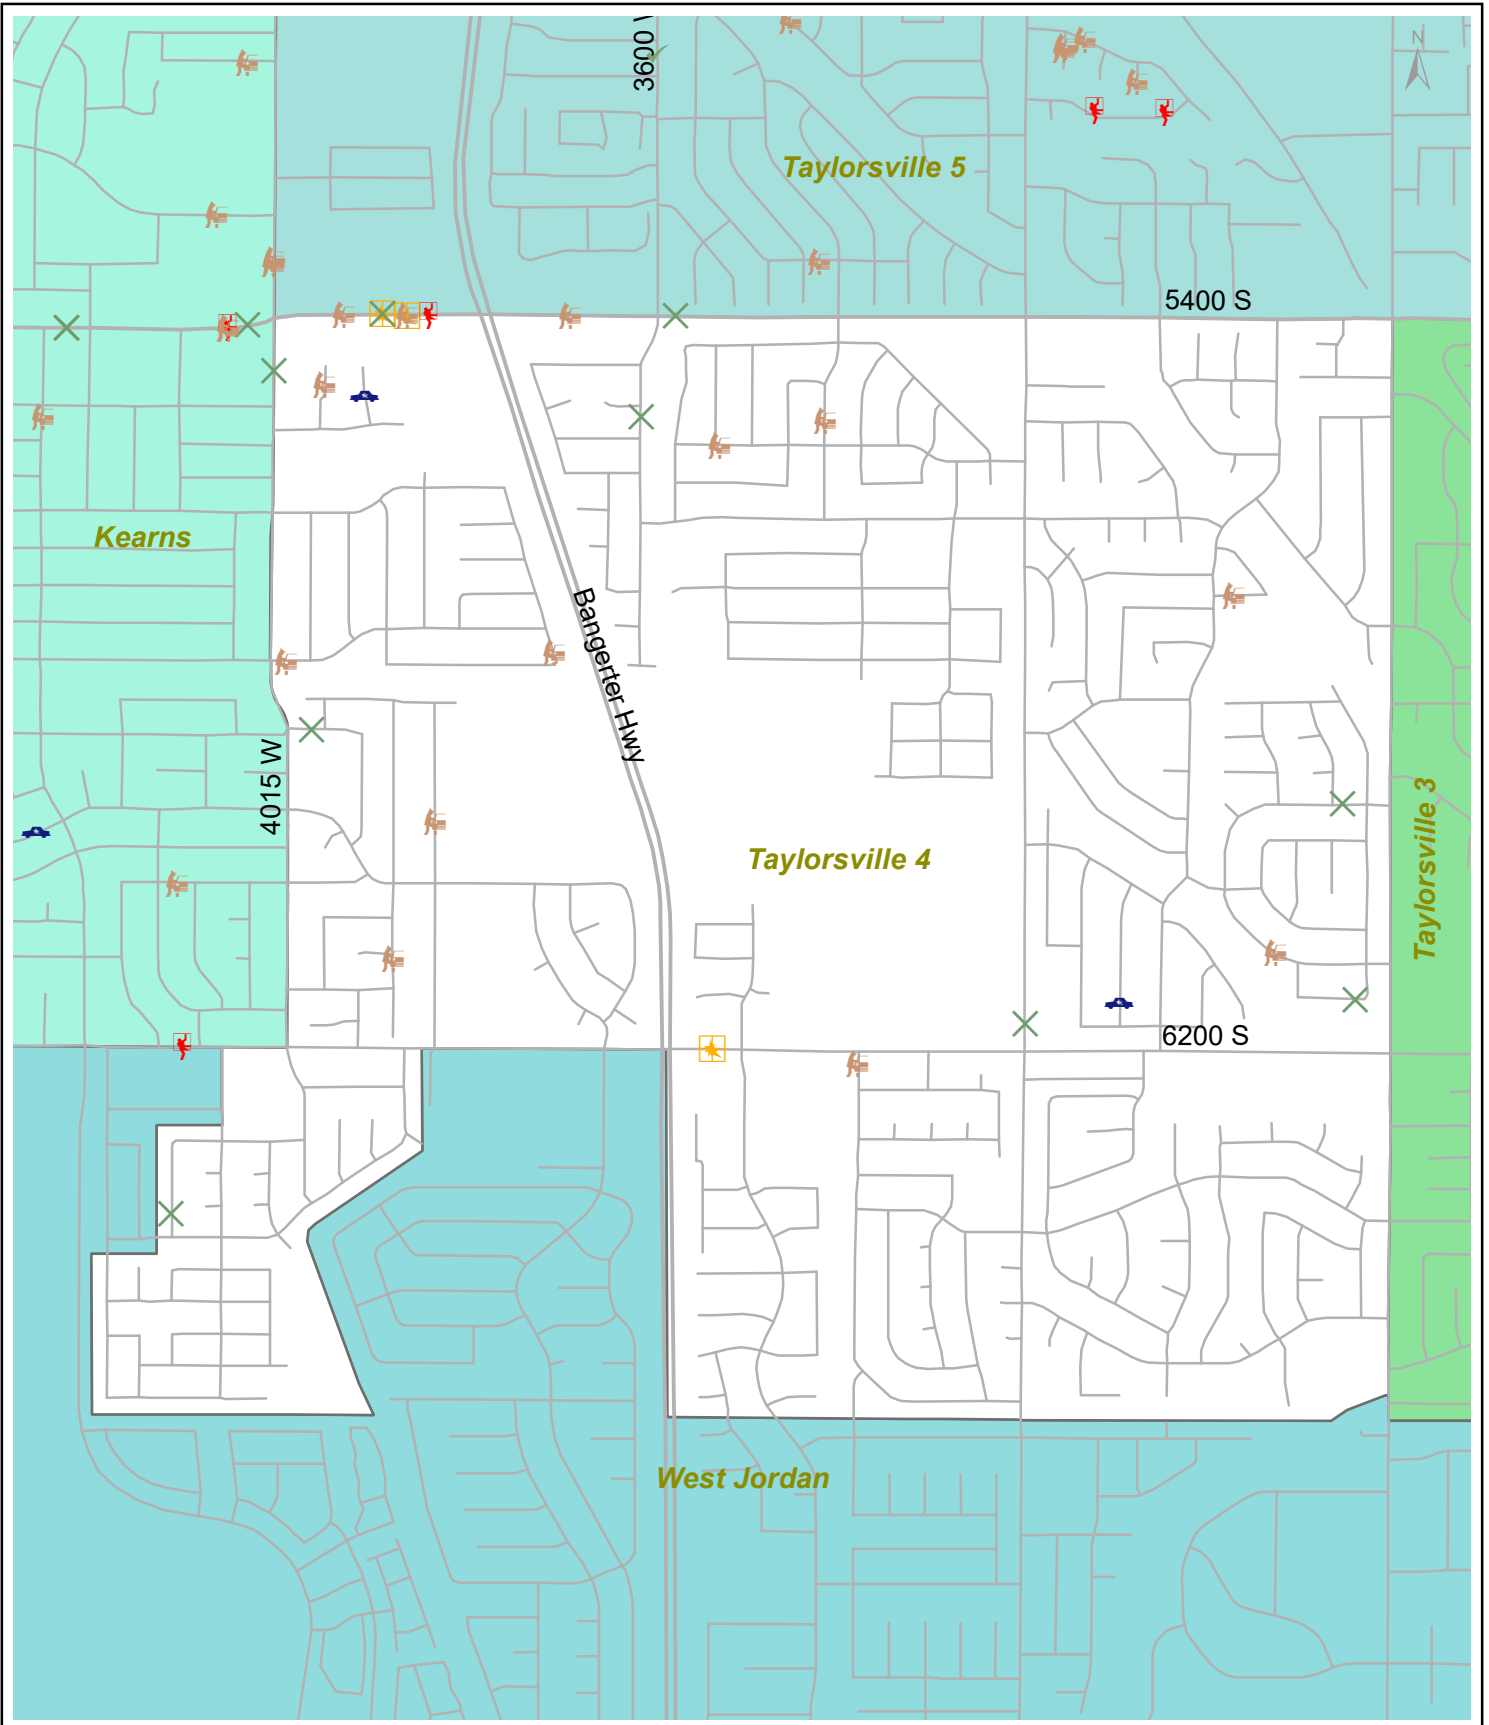 3600 W
N
Taylorsville 5
5400 S
Kearns
Bangerter Hwy
4015 W
Taylorsville 4
Taylorsville 3
6200 S
West Jordan